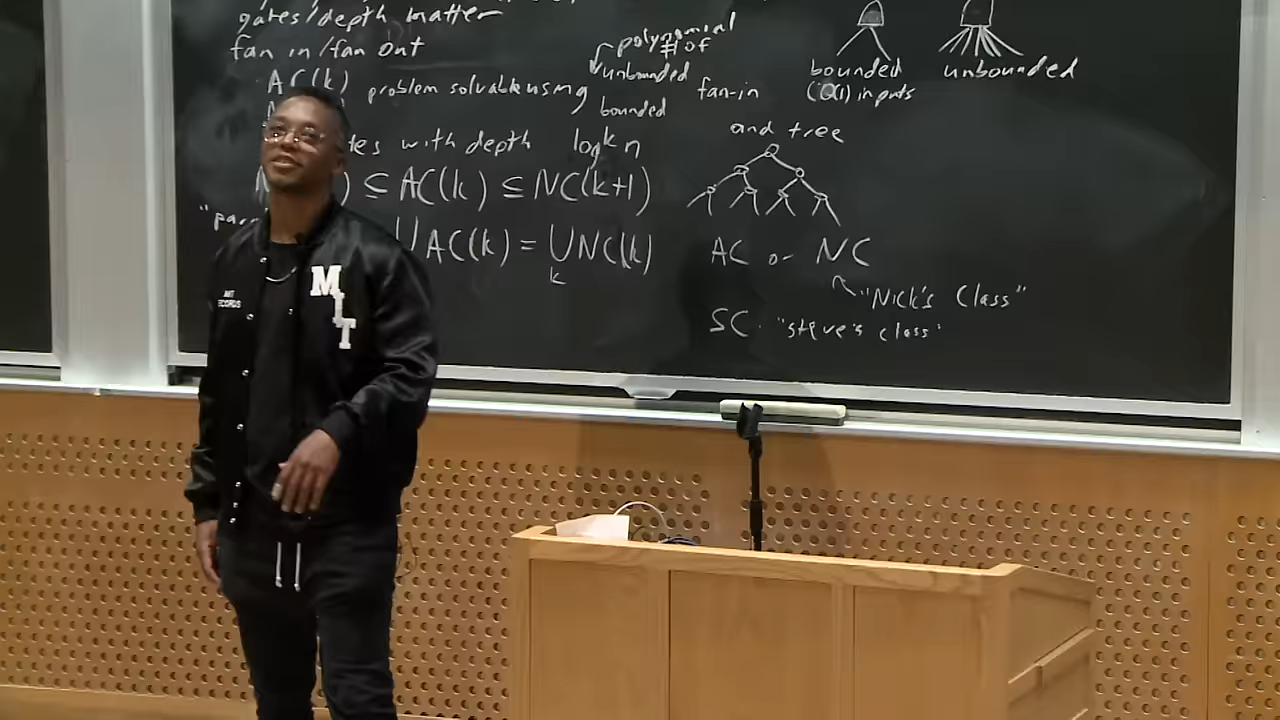 gates/depth matter
fan in/fan out
AC(k) problem solvable using
polynomial
# of
unbounded
bounded
fan-in
with depth log^k n
⊆ AC(k) ⊆ NC(k+1)
AC(k) = ∪ NC(k)
k
bounded
(O(1) inputs
unbounded
and tree
AC or NC
"Nick's Class"
SC. "Steve's class"
MIT